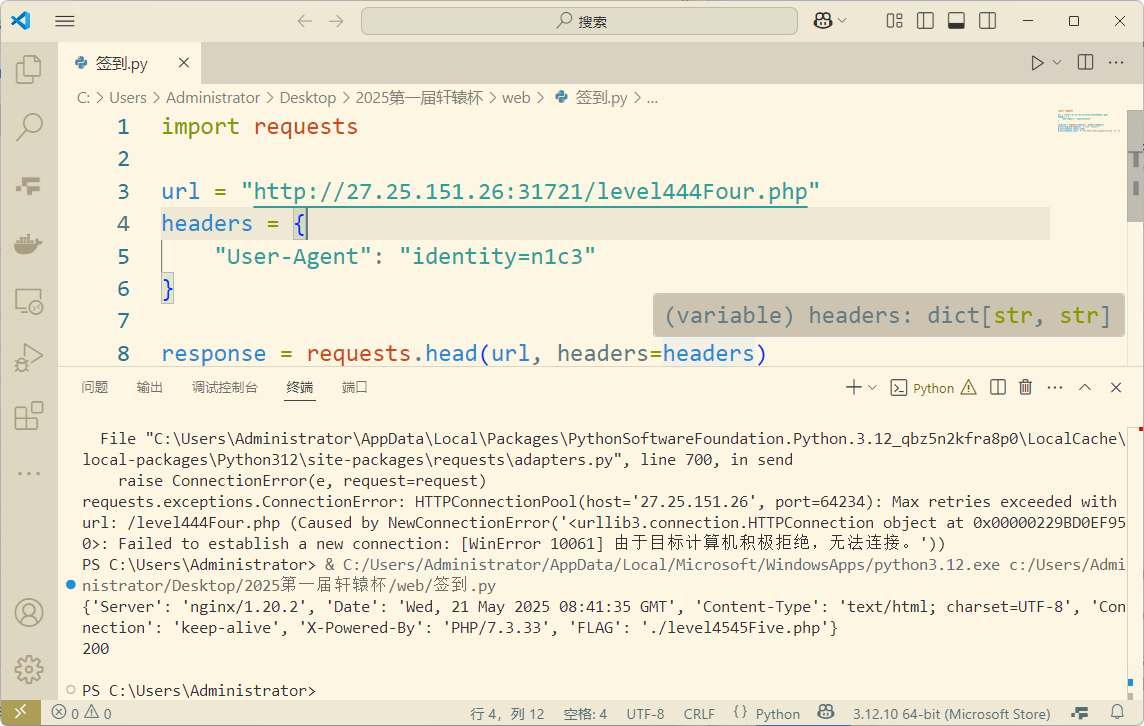 搜索
签到.py
C: > Users > Administrator > Desktop > 2025第一届轩辕杯 > web > 签到.py > ...
1 import requests
2
3 url = "http://27.25.151.26:31721/level444Four.php"
4 headers = {
5 "User-Agent": "identity=n1c3"
6 }
7
(variable) headers: dict[str, str]
8 response = requests.head(url, headers=headers)
问题 输出 调试控制台 终端 端口 Python
File "C:\Users\Administrator\AppData\Local\Packages\PythonSoftwareFoundation.Python.3.12_qbz5n2kfra8p0\LocalCache\
local-packages\Python312\site-packages\requests\adapters.py", line 700, in send
raise ConnectionError(e, request=request)
requests.exceptions.ConnectionError: HTTPConnectionPool(host='27.25.151.26', port=64234): Max retries exceeded with
url: /level444Four.php (Caused by NewConnectionError('<urllib3.connection.HTTPConnection object at 0x00000229BD0EF95
0>: Failed to establish a new connection: [WinError 10061] 由于目标计算机积极拒绝，无法连接。'))
PS C:\Users\Administrator> & C:/Users/Administrator/AppData/Local/Microsoft/WindowsApps/python3.12.exe c:/Users/Admi
nistrator/Desktop/2025第一届轩辕杯/web/签到.py
{'Server': 'nginx/1.20.2', 'Date': 'Wed, 21 May 2025 08:41:35 GMT', 'Content-Type': 'text/html; charset=UTF-8', 'Con
nection': 'keep-alive', 'X-Powered-By': 'PHP/7.3.33', 'FLAG': './level4545Five.php'}
200
PS C:\Users\Administrator>
0 0 行 4，列 12 空格: 4 UTF-8 CRLF {} Python 3.12.10 64-bit (Microsoft Store)